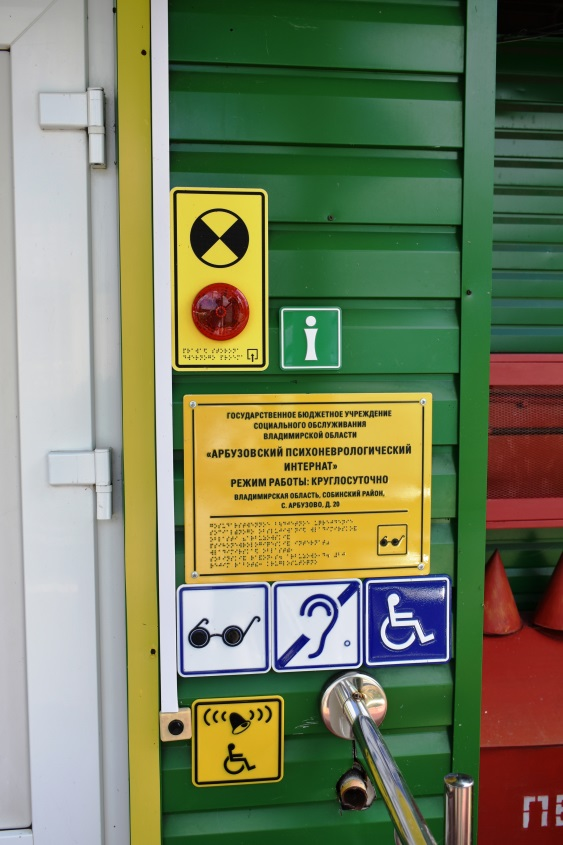 ГОСУДАРСТВЕННОЕ БЮДЖЕТНОЕ УЧРЕЖДЕНИЕ
СОЦИАЛЬНОГО ОБСЛУЖИВАНИЯ
ВЛАДИМИРСКОЙ ОБЛАСТИ
«АРБУЗОВСКИЙ ПСИХОНЕВРОЛОГИЧЕСКИЙ
ИНТЕРНАТ»
РЕЖИМ РАБОТЫ: КРУГЛОСУТОЧНО
ВЛАДИМИРСКАЯ ОБЛАСТЬ, СОБИНСКИЙ РАЙОН,
С. АРБУЗОВО, Д. 20